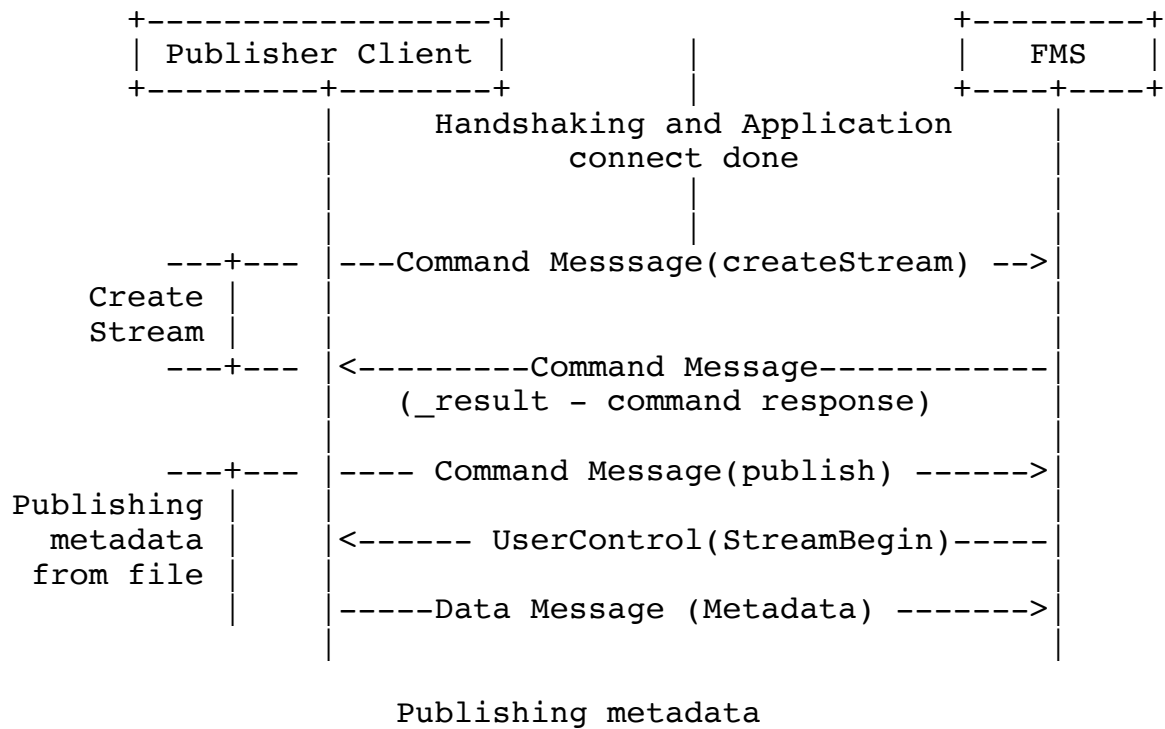 Publisher Client FMS
Handshaking and Application
connect done
Command Messsage(createStream)
Create
Stream
Command Message
(_result - command response)
Command Message(publish)
Publishing
metadata UserControl(StreamBegin)
from file
Data Message (Metadata)
Publishing metadata